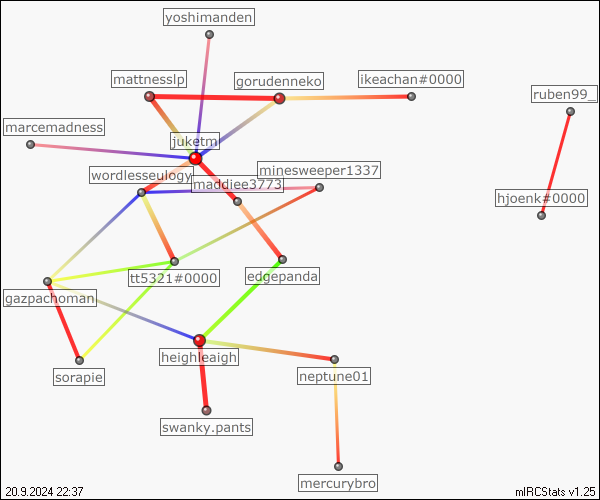 yoshimanden
mattnesslp
gorudenneko
ikeachan#0000
ruben99_
marcemadness
juketm
wordlesseulogy
minesweeper1337
maddiee3773
hjoenk#0000
tt5321#0000
edgepanda
gazpachoman
heighleaigh
sorapie
neptune01
swanky.pants
mercurybro
20.9.2024 22:37
mIRCStats v1.25